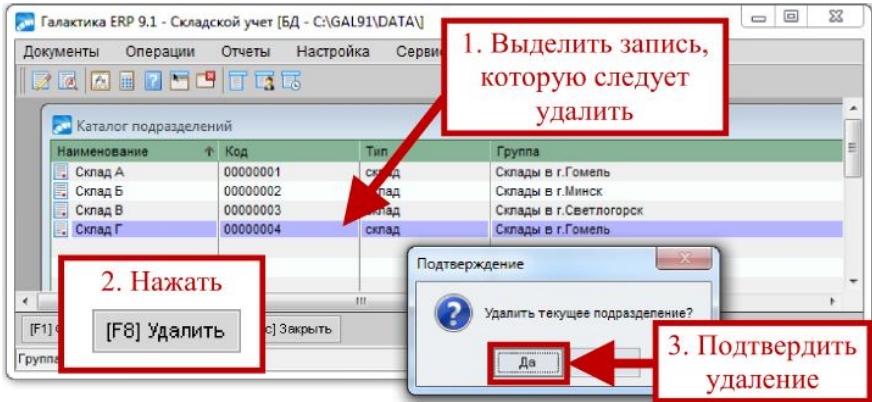 Галактика ERP 9.1 - Складской учет [БД - C:\GAL91\DATA\]
Документы Операции Отчеты Настройка Сервис
1. Выделить запись,
которую следует
удалить
Каталог подразделений
Наименование Код Тип Группа
Склад А 00000001 склад Склады в г.Гомель
Склад Б 00000002 склад Склады в г.Минск
Склад В 00000003 склад Склады в г.Светлогорск
Склад Г 00000004 склад Склады в г.Гомель
Подтверждение
Удалить текущее подразделение?
Да
2. Нажать
[F8] Удалить
[F1] Закрыть
Группа
3. Подтвердить
удаление